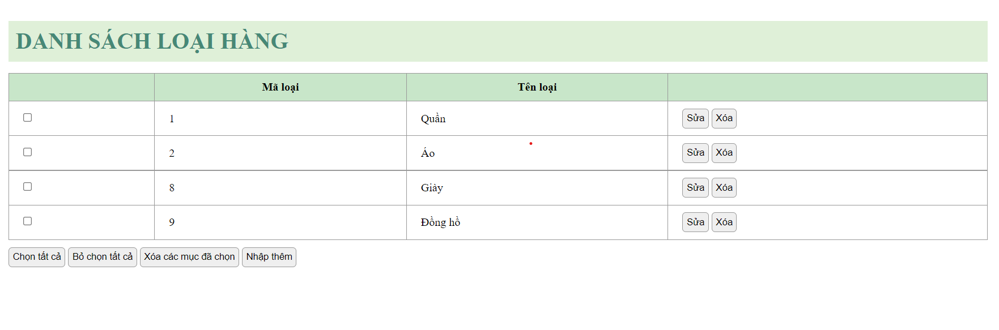 DANH SÁCH LOẠI HÀNG
Mã loại Tên loại
1 Quần Sửa Xóa
2 Áo Sửa Xóa
8 Giày Sửa Xóa
9 Đồng hồ Sửa Xóa
Chọn tất cả Bỏ chọn tất cả Xóa các mục đã chọn Nhập thêm